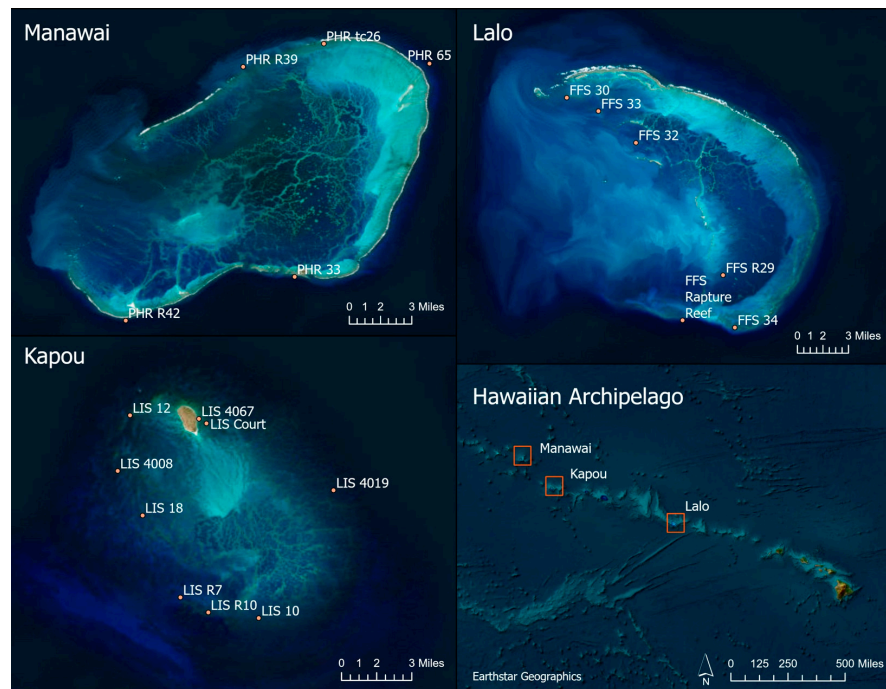 Manawai
PHR tc26
PHR R39
PHR 65
PHR 33
PHR R42
0 1 2 3 Miles
Lalo
FFS 30
FFS 33
FFS 32
FFS R29
FFS
Rapture
Reef
FFS 34
0 1 2 3 Miles
Kapou
LIS 12
LIS 4067
LIS Court
LIS 4008
LIS 4019
LIS 18
LIS R7
LIS R10
LIS 10
0 1 2 3 Miles
Hawaiian Archipelago
Manawai
Kapou
Lalo
Earthstar Geographics
N
0 125 250 500 Miles